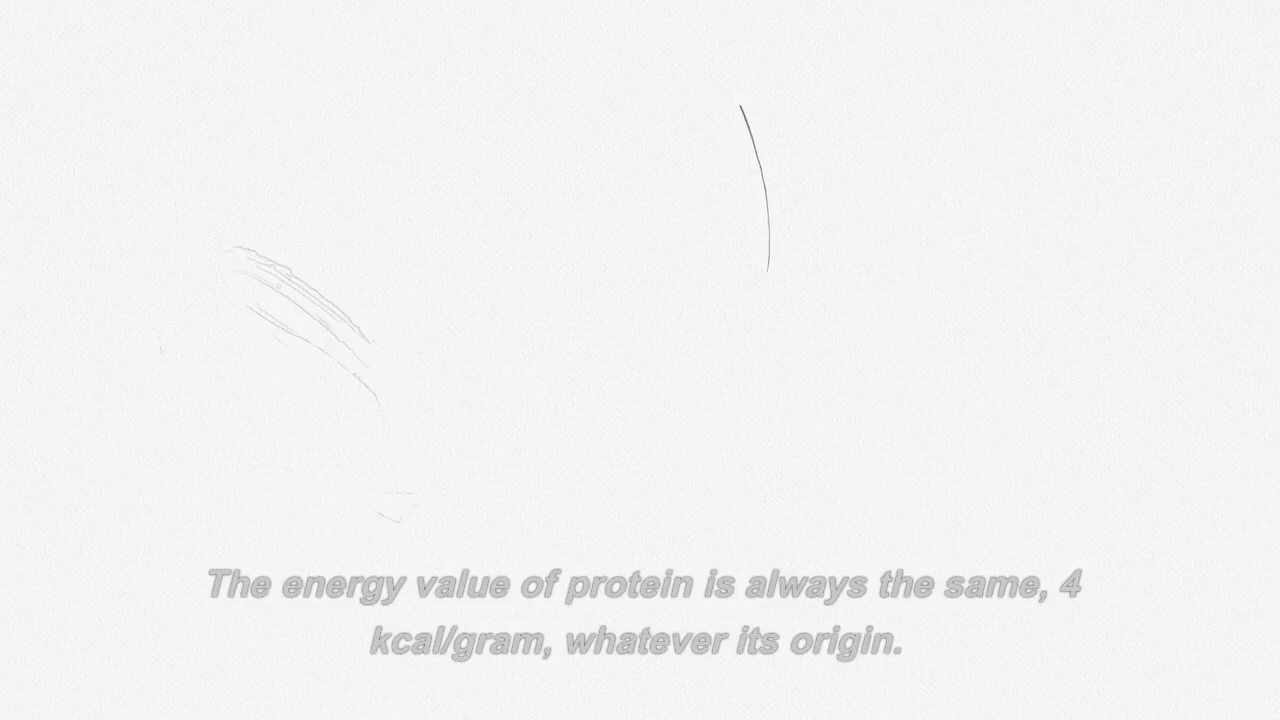 The energy value of protein is always the same, 4
kcal/gram, whatever its origin.